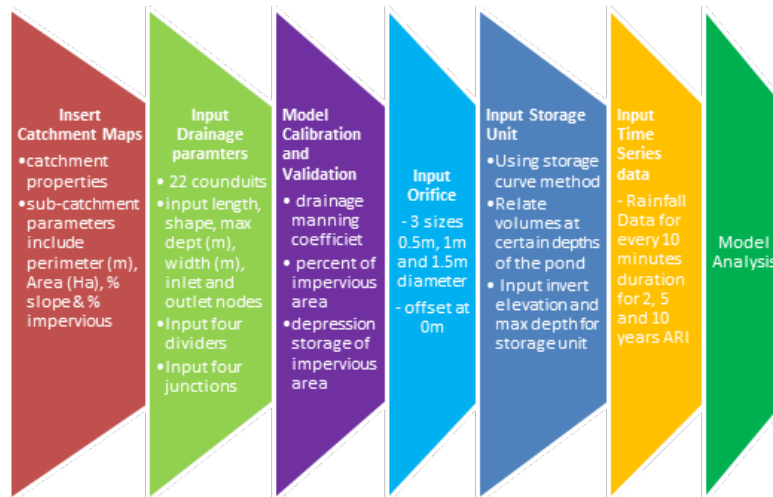 Insert
Catchment Maps
•catchment
properties
•sub-catchment
parameters
include
perimeter (m),
Area (Ha), %
slope & %
impervious
Input
Drainage
paramters
• 22 counduits
•input length,
shape, max
dept (m),
width (m),
inlet and
outlet nodes
•Input four
dividers
•Input four
junctions
Model
Calibration
and
Validation
• drainage
manning
coefficiet
• percent of
impervious
area
•depression
storage of
impervious
area
Input
Orifice
- 3 sizes
0.5m, 1m
and 1.5m
diameter
- offset at
0m
Input Storage
Unit
•Using storage
curve method
•Relate
volumes at
certain depths
of the pond
• Input invert
elevation and
max depth for
storage unit
Input
Time
Series
data
- Rainfall
Data for
every 10
minutes
duration
for 2, 5
and 10
years ARI
Model
Analysis